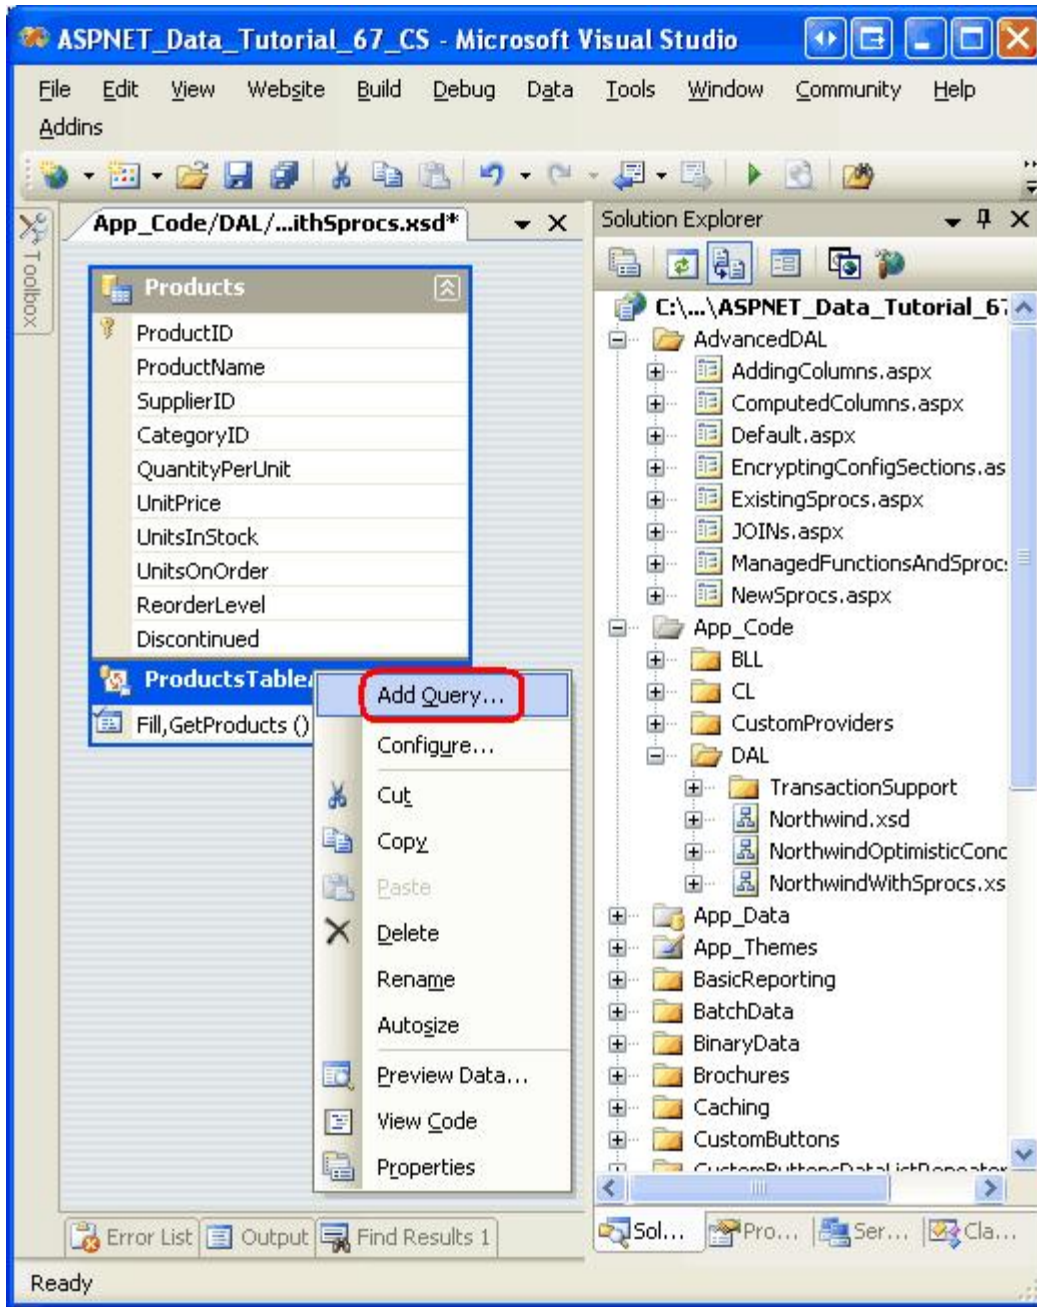 ASPNET_Data_Tutorial_67_CS - Microsoft Visual Studio
File Edit View Website Build Debug Data Tools Window Community Help
Addins
Toolbox
App_Code/DAL/...ithSprocs.xsd*
Products
ProductID
ProductName
SupplierID
CategoryID
QuantityPerUnit
UnitPrice
UnitsInStock
UnitsOnOrder
ReorderLevel
Discontinued
ProductsTable
Fill,GetProducts ()
Add Query...
Configure...
Cut
Copy
Paste
Delete
Rename
Autosize
Preview Data...
View Code
Properties
Solution Explorer
C:\...\ASPNET_Data_Tutorial_67
AdvancedDAL
AddingColumns.aspx
ComputedColumns.aspx
Default.aspx
EncryptingConfigSections.as
ExistingSprocs.aspx
JOINs.aspx
ManagedFunctionsAndSproc
NewSprocs.aspx
App_Code
BLL
CL
CustomProviders
DAL
TransactionSupport
Northwind.xsd
NorthwindOptimisticConc
NorthwindWithSprocs.xs
App_Data
App_Themes
BasicReporting
BatchData
BinaryData
Brochures
Caching
CustomButtons
CustomButtonsDataListRepeater
Sol... Pro... Ser... Cla...
Error List Output Find Results 1
Ready